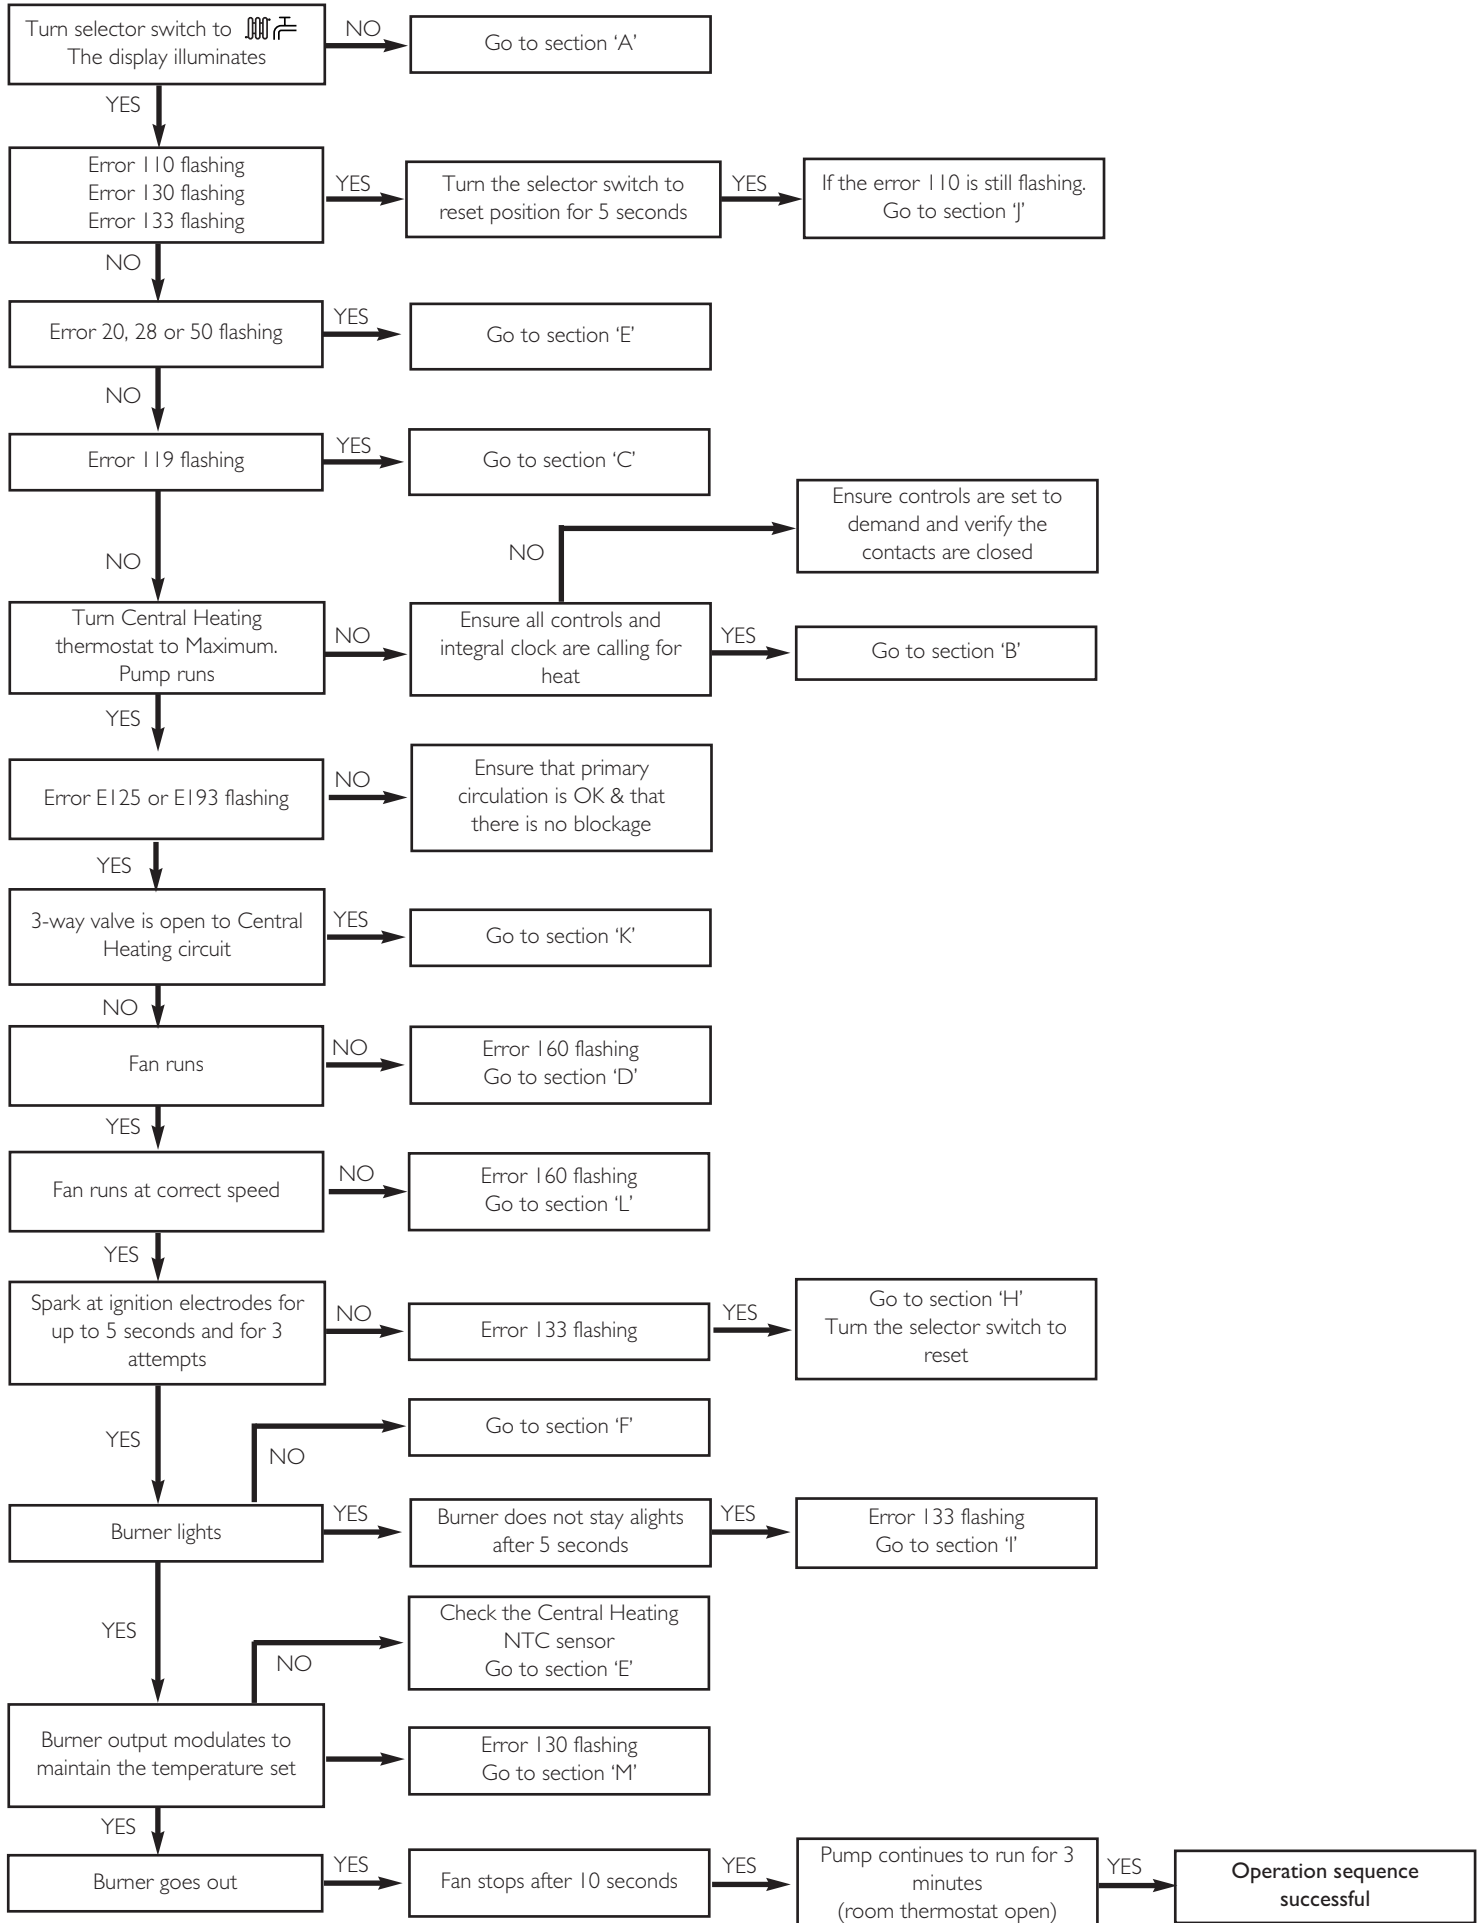 Turn selector switch to
The display illuminates
NO
Go to section ‘A’
YES
Error 110 flashing
Error 130 flashing
Error 133 flashing
YES
Turn the selector switch to
reset position for 5 seconds
YES
If the error 110 is still flashing.
Go to section ‘J’
NO
Error 20, 28 or 50 flashing
YES
Go to section ‘E’
NO
Error 119 flashing
YES
Go to section ‘C’
Ensure controls are set to
demand and verify the
contacts are closed
NO
NO
Turn Central Heating
thermostat to Maximum.
Pump runs
NO
Ensure all controls and
integral clock are calling for
heat
YES
Go to section ‘B’
YES
Error E125 or E193 flashing
NO
Ensure that primary
circulation is OK & that
there is no blockage
YES
3-way valve is open to Central
Heating circuit
YES
Go to section ‘K’
NO
Fan runs
NO
Error 160 flashing
Go to section ‘D’
YES
Fan runs at correct speed
NO
Error 160 flashing
Go to section ‘L’
YES
Spark at ignition electrodes for
up to 5 seconds and for 3
attempts
NO
Error 133 flashing
YES
Go to section ‘H’
Turn the selector switch to
reset
YES
NO
Go to section ‘F’
Burner lights
YES
Burner does not stay alights
after 5 seconds
YES
Error 133 flashing
Go to section ‘I’
YES
NO
Check the Central Heating
NTC sensor
Go to section ‘E’
Burner output modulates to
maintain the temperature set
Error 130 flashing
Go to section ‘M’
YES
Burner goes out
YES
Fan stops after 10 seconds
YES
Pump continues to run for 3
minutes
(room thermostat open)
YES
Operation sequence
successful